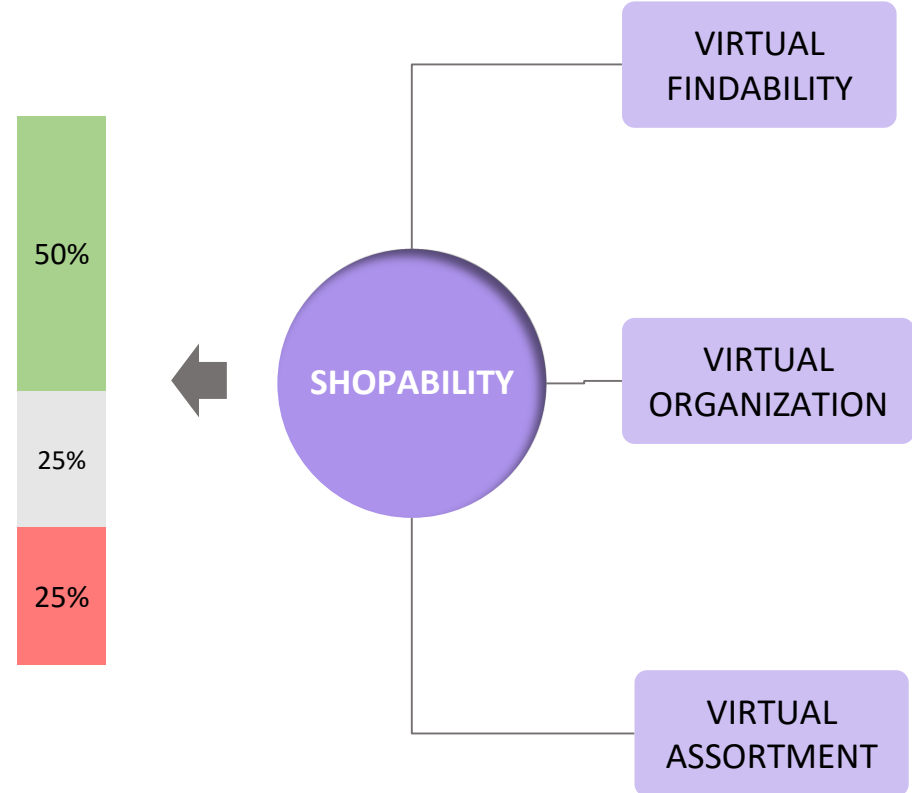 VIRTUAL
FINDABILITY
50%
SHOPABILITY
VIRTUAL
ORGANIZATION
25%
25%
VIRTUAL
ASSORTMENT